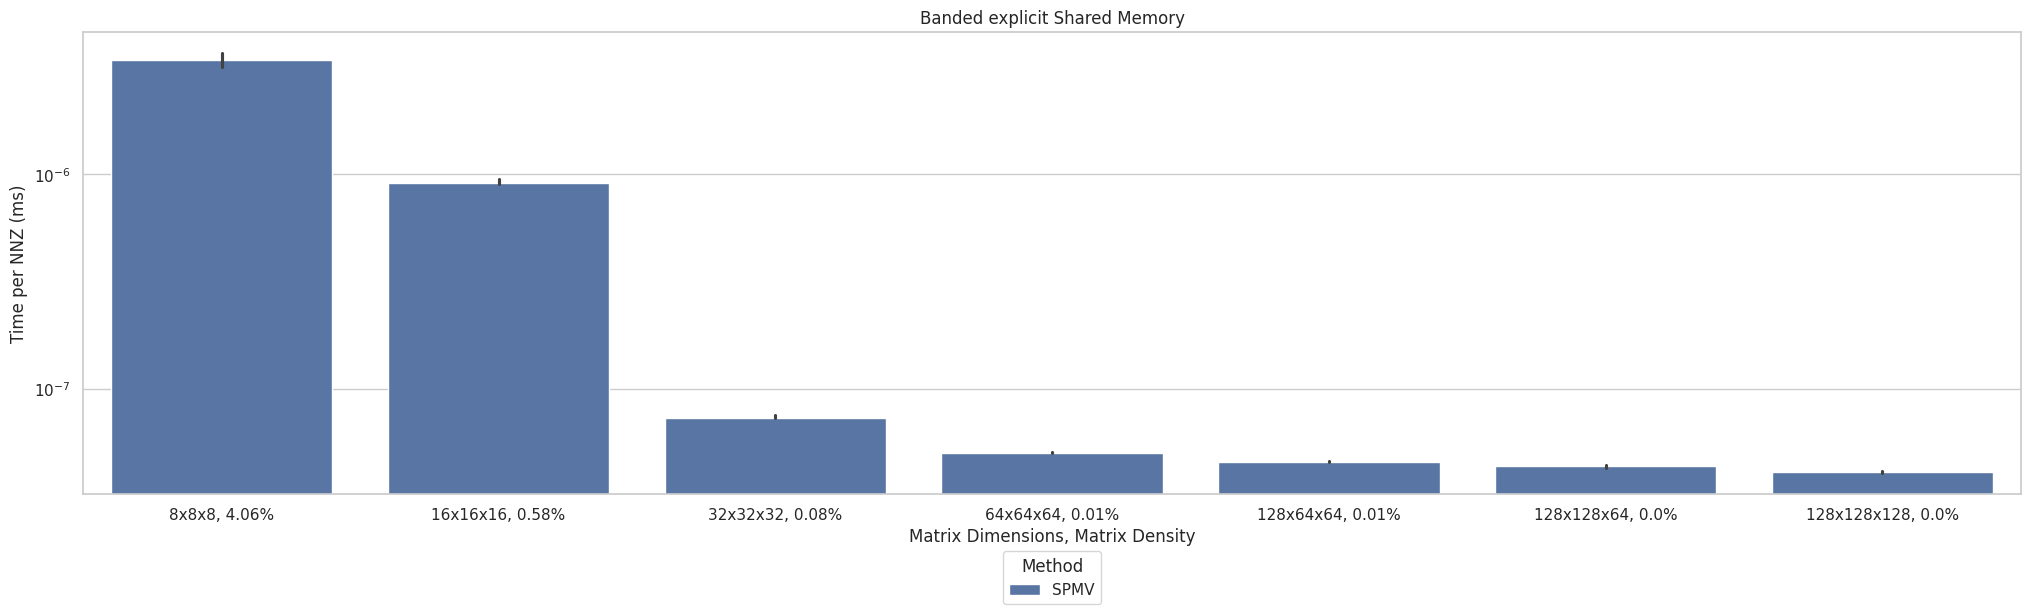 Banded explicit Shared Memory
Time per NNZ (ms)
10⁻⁶
10⁻⁷
8x8x8, 4.06%
16x16x16, 0.58%
32x32x32, 0.08%
64x64x64, 0.01%
128x64x64, 0.01%
128x128x64, 0.0%
128x128x128, 0.0%
Matrix Dimensions, Matrix Density
Method
SPMV